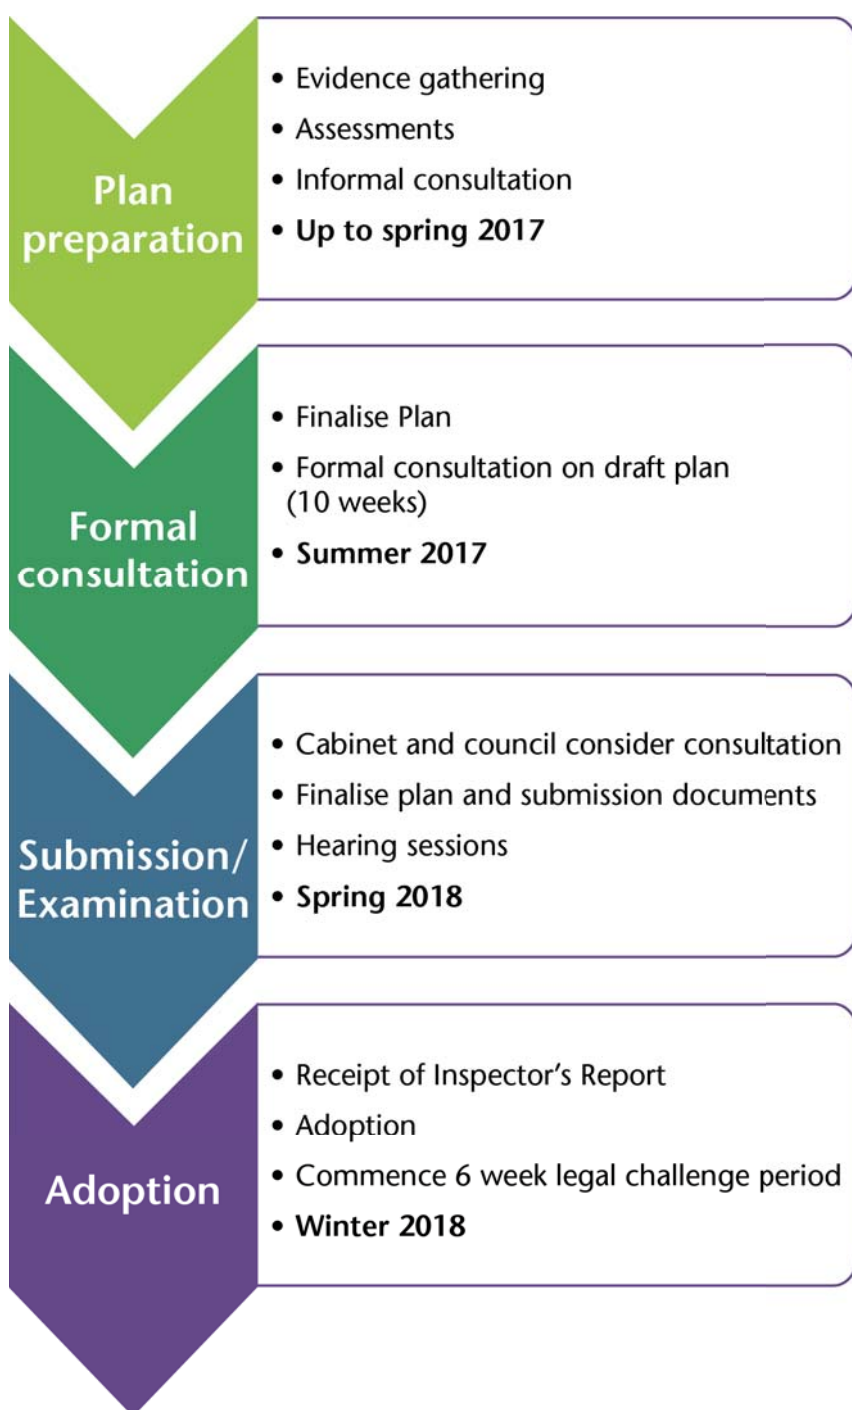 Plan
preparation
• Evidence gathering
• Assessments
• Informal consultation
• Up to spring 2017
Formal
consultation
• Finalise Plan
• Formal consultation on draft plan
(10 weeks)
• Summer 2017
Submission/
Examination
• Cabinet and council consider consultation
• Finalise plan and submission documents
• Hearing sessions
• Spring 2018
Adoption
• Receipt of Inspector’s Report
• Adoption
• Commence 6 week legal challenge period
• Winter 2018